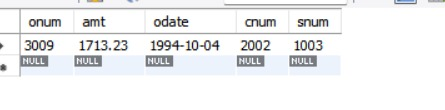 onum amt odate cnum snum
3009 1713.23 1994-10-04 2002 1003
NULL NULL NULL NULL NULL